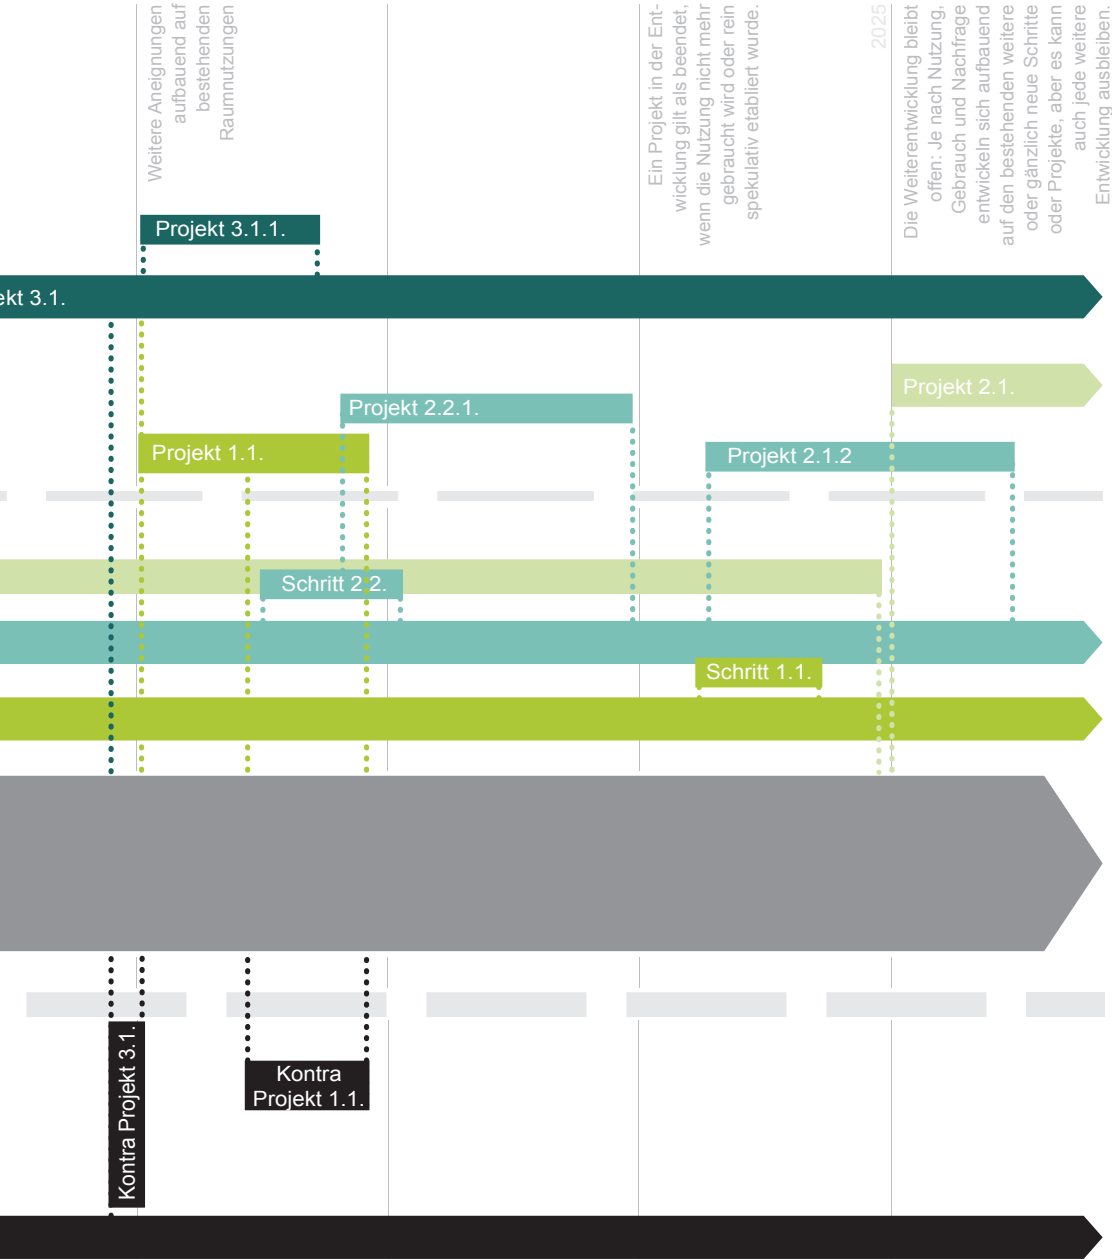 Weitere Aneignungen
aufbauend auf
bestehenden
Raumnutzungen
Ein Projekt in der Ent-
wicklung gilt als beendet,
wenn die Nutzung nicht mehr
gebraucht wird oder rein
spekulativ etabliert wurde.
2025
Die Weiterentwicklung bleibt
offen: Je nach Nutzung,
Gebrauch und Nachfrage
entwickeln sich aufbauend
auf den bestehenden weitere
oder gänzlich neue Schritte
oder Projekte, aber es kann
auch jede weitere
Entwicklung ausbleiben.
Projekt 3.1.1.
ekt 3.1.
Projekt 2.1.
Projekt 2.2.1.
Projekt 1.1.
Projekt 2.1.2
Schritt 2.2.
Schritt 1.1.
Kontra Projekt 3.1.
Kontra
Projekt 1.1.